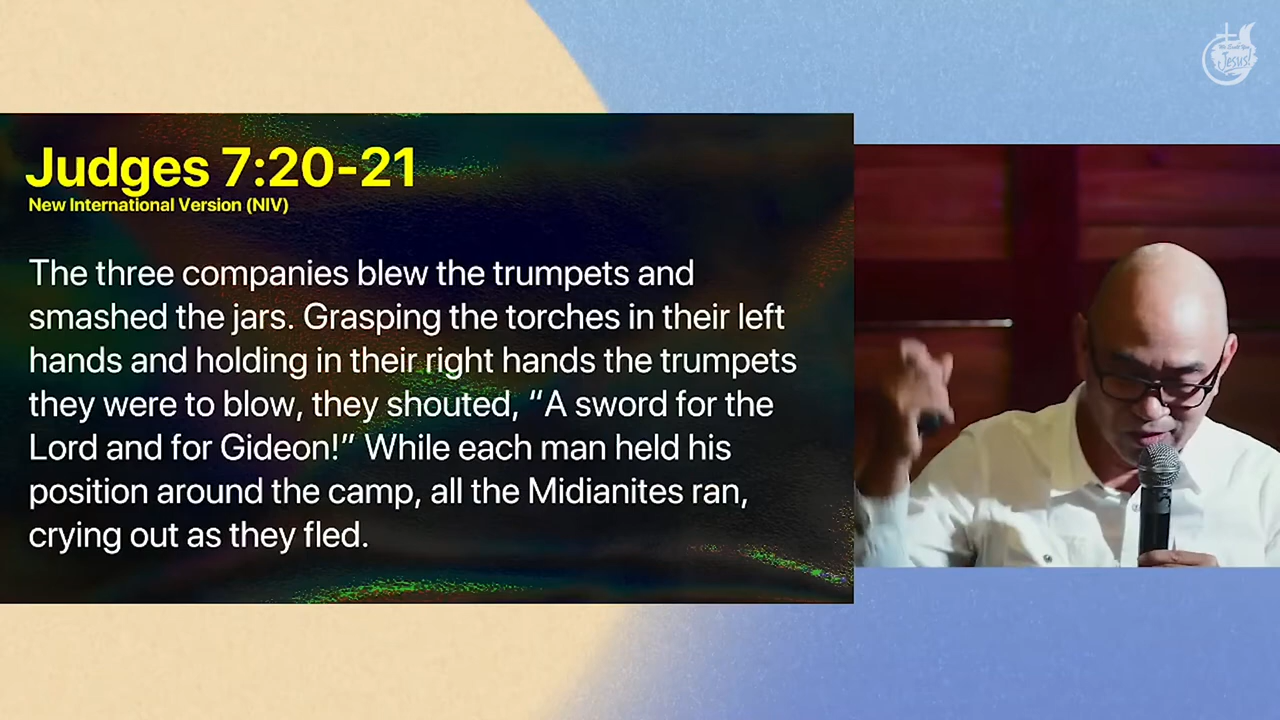 Jesus!
Judges 7:20-21
New International Version (NIV)
The three companies blew the trumpets and
smashed the jars. Grasping the torches in their left
hands and holding in their right hands the trumpets
they were to blow, they shouted, “A sword for the
Lord and for Gideon!” While each man held his
position around the camp, all the Midianites ran,
crying out as they fled.